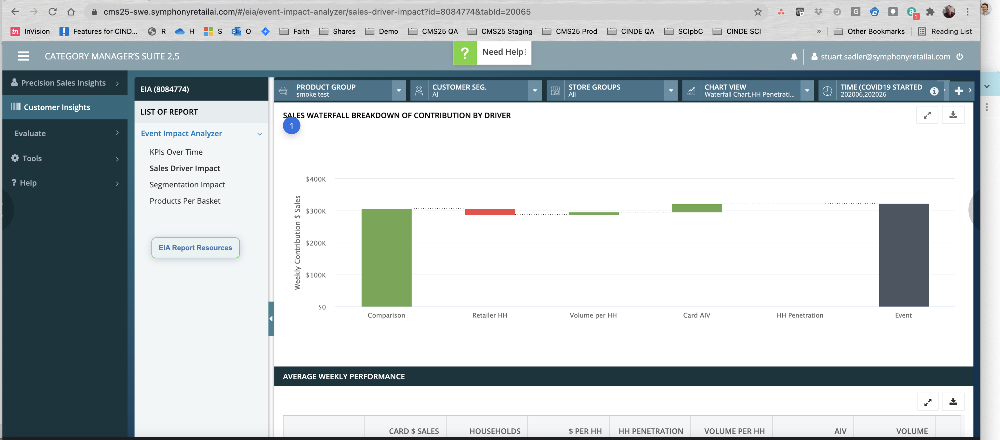 cms25-swe.symphonyretailai.com/#/eia/event-impact-analyzer/sales-driver-impact?id=8084774&tabId=20065
1
in InVision ! Features for CIND... R H S O Faith Shares Demo CMS25 QA CMS25 Staging CMS25 Prod CINDE QA SCIpbC CINDE SCI » Other Bookmarks Reading List
CATEGORY MANAGER'S SUITE 2.5
? Need Help
stuart.sadler@symphonyretailai.com
Precision Sales Insights
Customer Insights
Evaluate
Tools
? Help
EIA (8084774)
LIST OF REPORT
Event Impact Analyzer
KPIs Over Time
Sales Driver Impact
Segmentation Impact
Products Per Basket
EIA Report Resources
PRODUCT GROUP
smoke test
CUSTOMER SEG.
All
STORE GROUPS
All
CHART VIEW
Waterfall Chart,HH Penetrati...
TIME (COVID19 STARTED
202006,202026
SALES WATERFALL BREAKDOWN OF CONTRIBUTION BY DRIVER
1
Weekly Contribution $ Sales
$400K
$300K
$200K
$100K
$0
Comparison Retailer HH Volume per HH Card AIV HH Penetration Event
AVERAGE WEEKLY PERFORMANCE
CARD $ SALES HOUSEHOLDS $ PER HH HH PENETRATION VOLUME PER HH AIV VOLUME